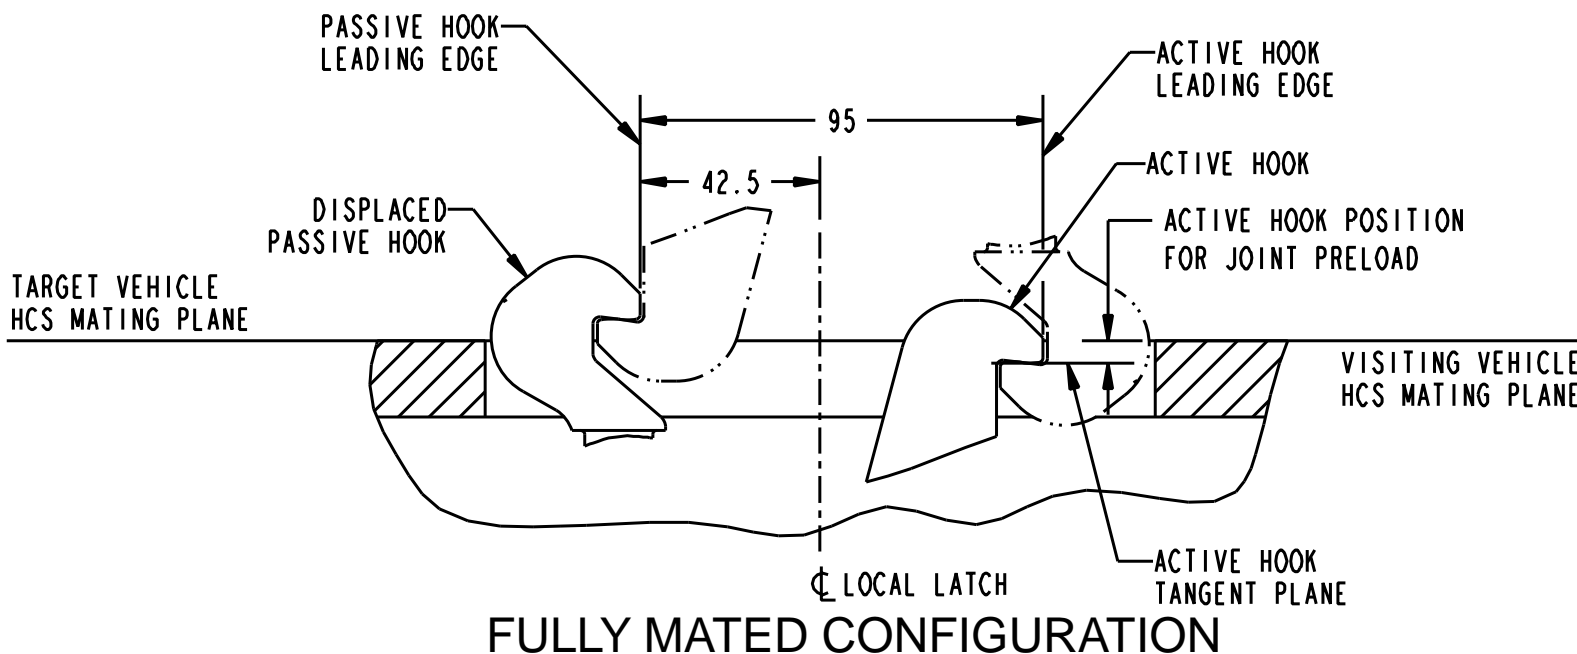 PASSIVE HOOK
LEADING EDGE
ACTIVE HOOK
LEADING EDGE
95
ACTIVE HOOK
42.5
DISPLACED
PASSIVE HOOK
ACTIVE HOOK POSITION
FOR JOINT PRELOAD
TARGET VEHICLE
HCS MATING PLANE
VISITING VEHICLE
HCS MATING PLANE
ACTIVE HOOK
TANGENT PLANE
℄ LOCAL LATCH
FULLY MATED CONFIGURATION